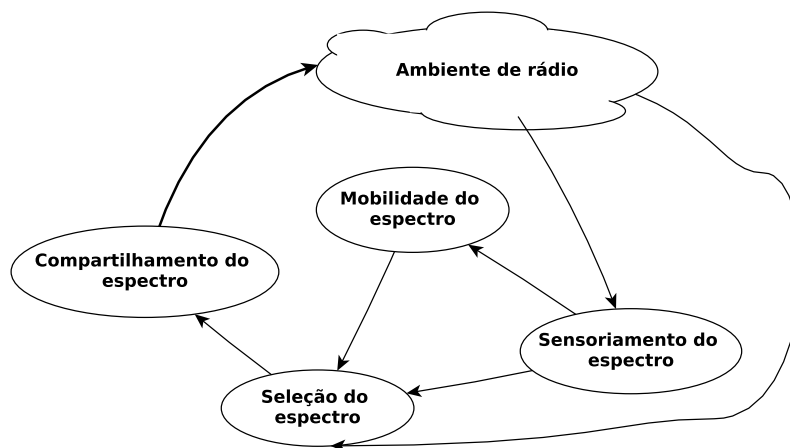 Ambiente de rádio
Mobilidade do
espectro
Compartilhamento do
espectro
Sensoriamento do
espectro
Seleção do
espectro